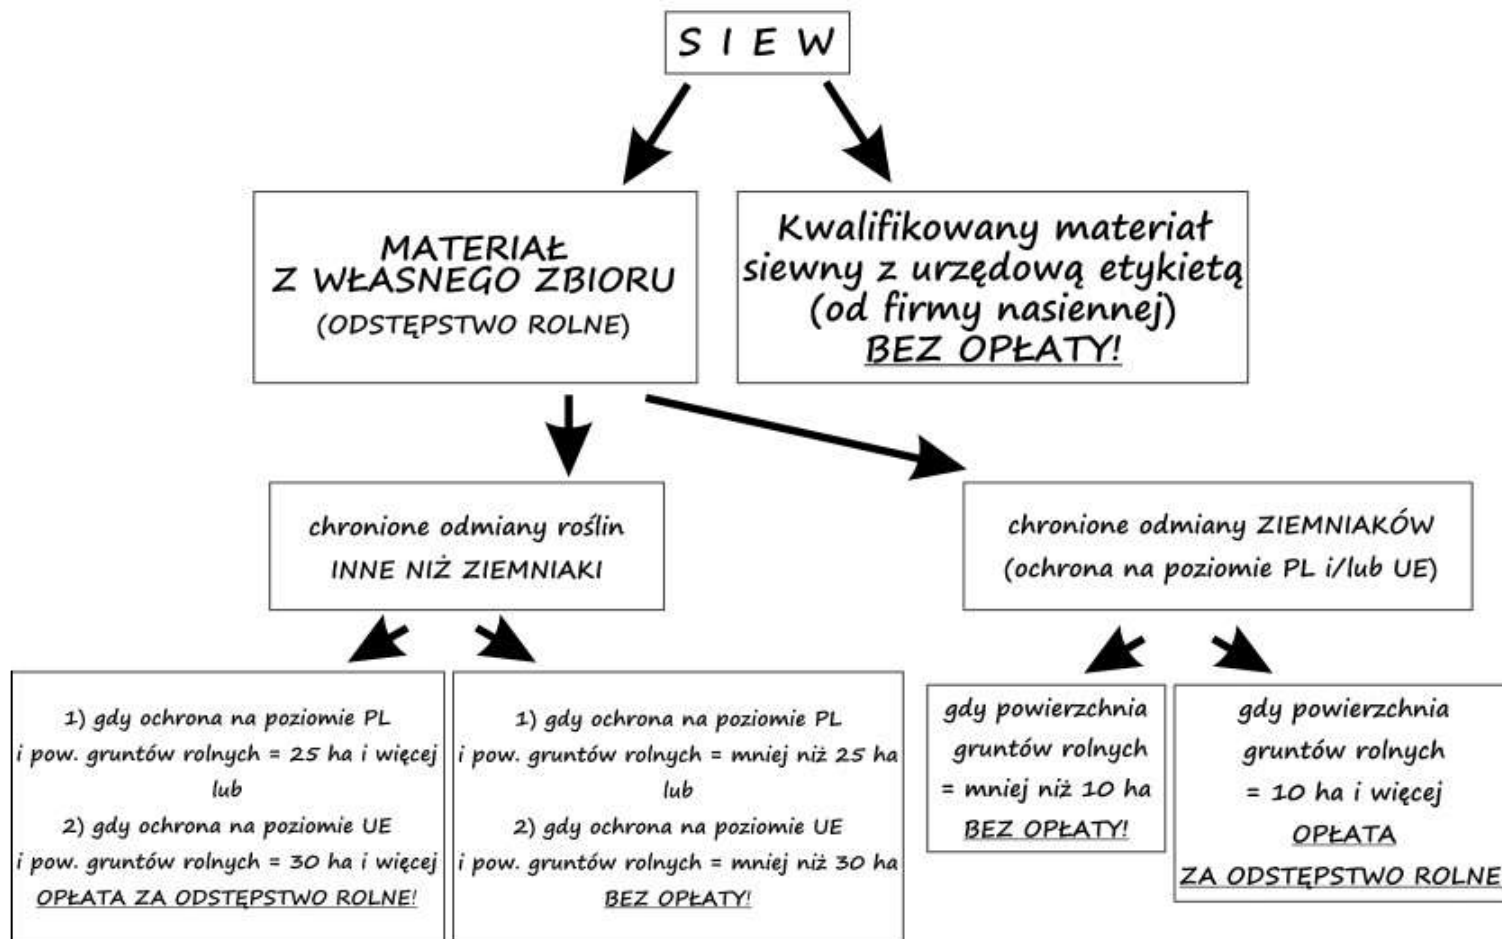 S I E W
MATERIAŁ
Z WŁASNEGO ZBIORU
(ODSTĘPSTWO ROLNE)
Kwalifikowany materiał
siewny z urzędową etykietą
(od firmy nasiennej)
BEZ OPŁATY!
chronione odmiany roślin
INNE NIŻ ZIEMNIAKI
chronione odmiany ZIEMNIAKÓW
(ochrona na poziomie PL i/lub UE)
1) gdy ochrona na poziomie PL
i pow. gruntów rolnych = 25 ha i więcej
lub
2) gdy ochrona na poziomie UE
i pow. gruntów rolnych = 30 ha i więcej
OPŁATA ZA ODSTĘPSTWO ROLNE!
1) gdy ochrona na poziomie PL
i pow. gruntów rolnych = mniej niż 25 ha
lub
2) gdy ochrona na poziomie UE
i pow. gruntów rolnych = mniej niż 30 ha
BEZ OPŁATY!
gdy powierzchnia
gruntów rolnych
= mniej niż 10 ha
BEZ OPŁATY!
gdy powierzchnia
gruntów rolnych
= 10 ha i więcej
OPŁATA
ZA ODSTĘPSTWO ROLNE